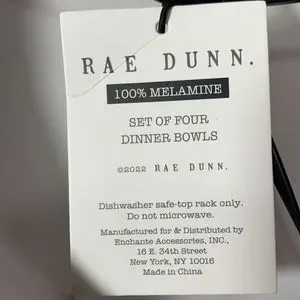 RAE DUNN.
100% MELAMINE
SET OF FOUR
DINNER BOWLS
©2022 RAE DUNN.
Dishwasher safe-top rack only.
Do not microwave.
Manufactured for & Distributed by
Enchante Accessories, INC.,
16 E. 34th Street
New York, NY 10016
Made in China